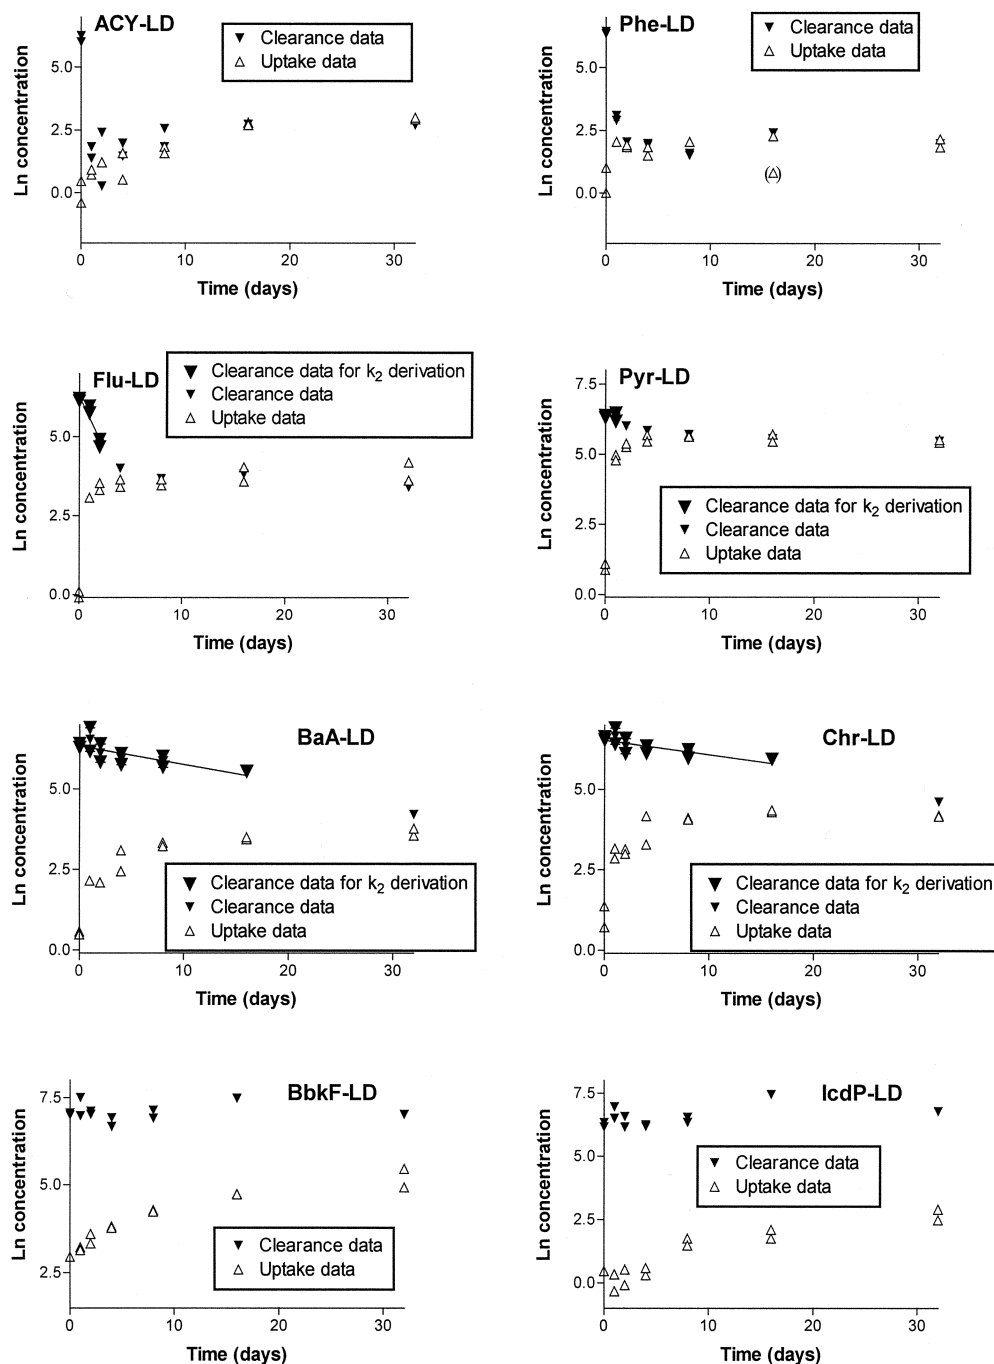 ACY-LD
Clearance data
Uptake data
Ln concentration
5.0
2.5
0.0
0
10
20
30
Time (days)
Phe-LD
Clearance data
Uptake data
Ln concentration
5.0
2.5
0.0
( )
0
10
20
30
Time (days)
Flu-LD
Clearance data for k₂ derivation
Clearance data
Uptake data
Ln concentration
5.0
2.5
0.0
0
10
20
30
Time (days)
Pyr-LD
Clearance data for k₂ derivation
Clearance data
Uptake data
Ln concentration
7.5
5.0
2.5
0.0
0
10
20
30
Time (days)
BaA-LD
Clearance data for k₂ derivation
Clearance data
Uptake data
Ln concentration
5.0
2.5
0.0
0
10
20
30
Time (days)
Chr-LD
Clearance data for k₂ derivation
Clearance data
Uptake data
Ln concentration
5.0
2.5
0.0
0
10
20
30
Time (days)
BbkF-LD
Clearance data
Uptake data
Ln concentration
7.5
5.0
2.5
0
10
20
30
Time (days)
IcdP-LD
Clearance data
Uptake data
Ln concentration
7.5
5.0
2.5
0.0
0
10
20
30
Time (days)